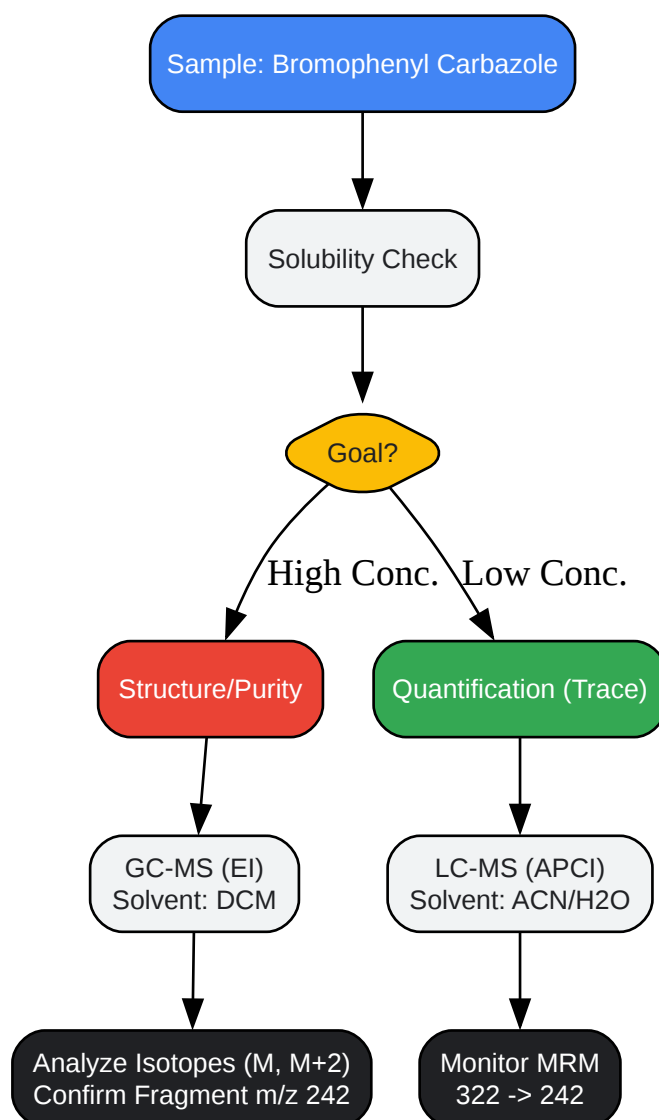 Sample: Bromophenyl Carbazole
Solubility Check
Goal?
High Conc.
Low Conc.
Structure/Purity
Quantification (Trace)
GC-MS (EI)
Solvent: DCM
LC-MS (APCI)
Solvent: ACN/H2O
Analyze Isotopes (M, M+2)
Confirm Fragment m/z 242
Monitor MRM
322 -> 242